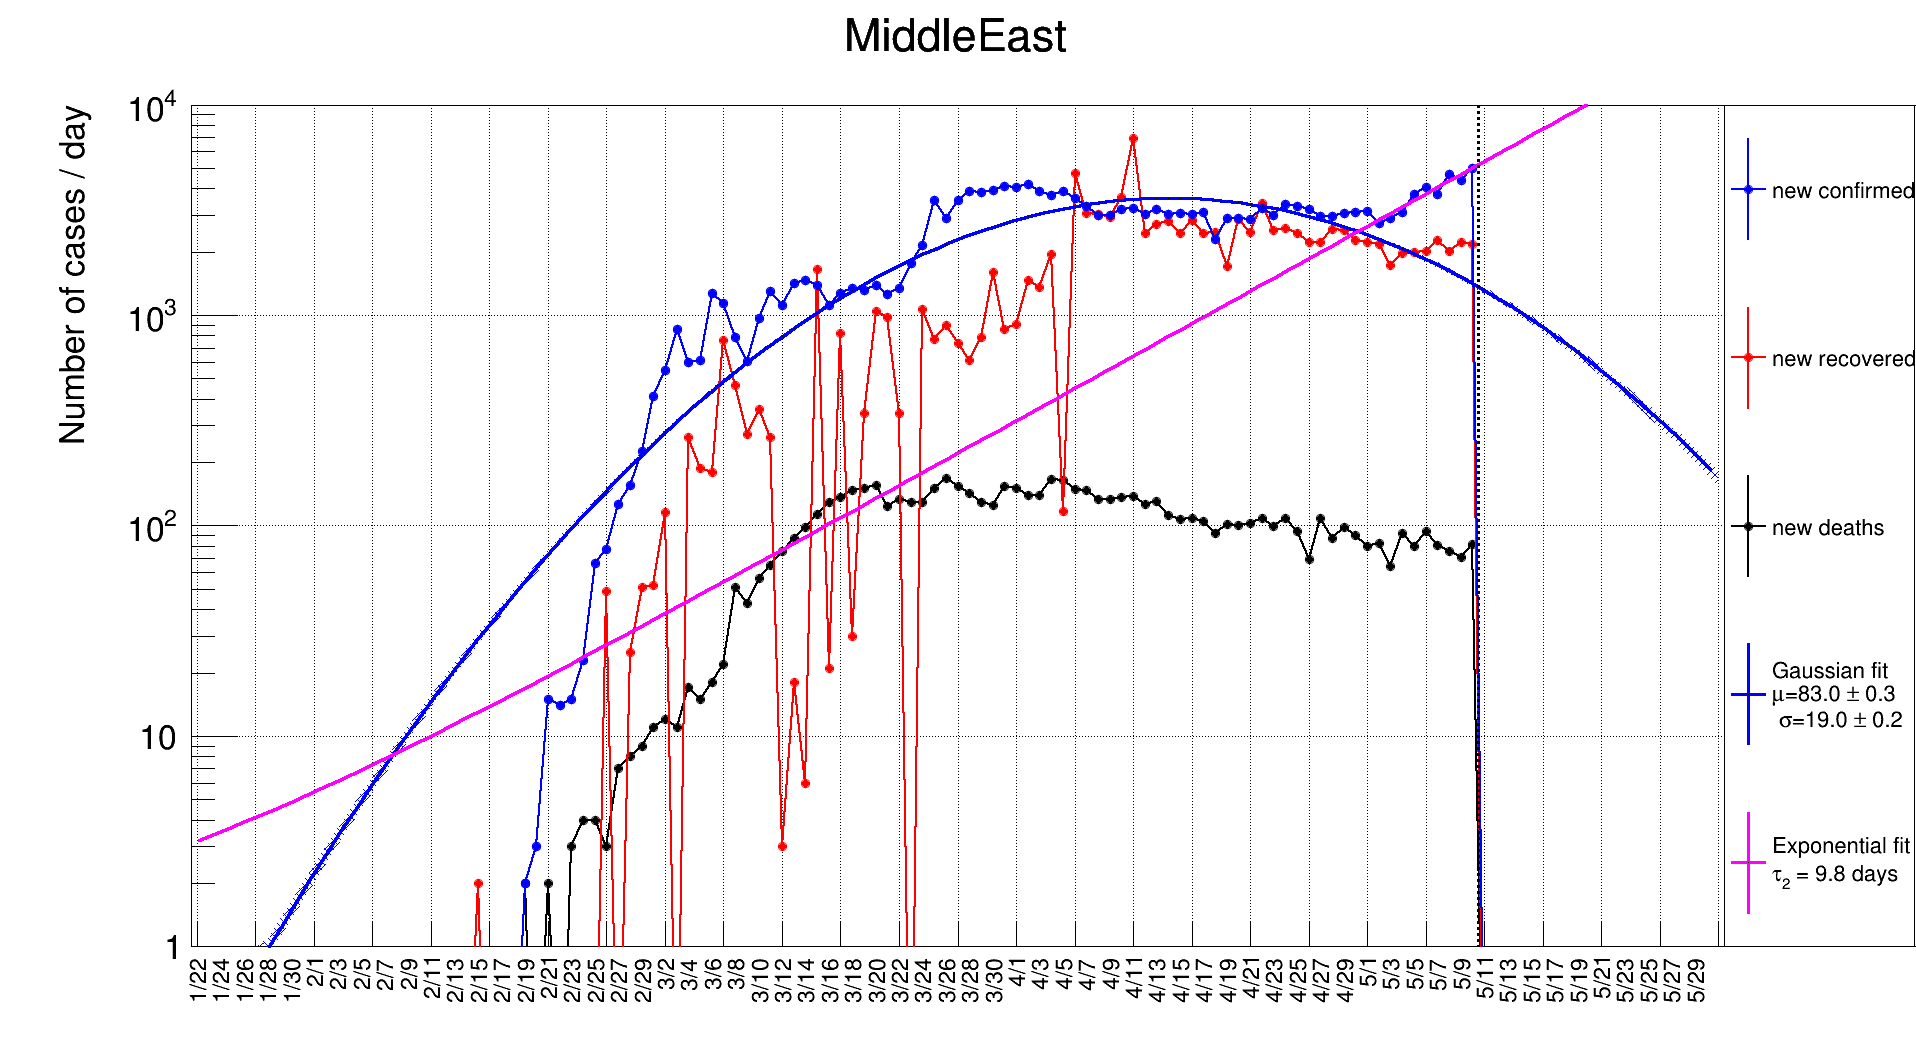 MiddleEast
Number of cases / day
10^4
10^3
10^2
10
1
1/22 1/24 1/26 1/28 1/30 2/1 2/3 2/5 2/7 2/9 2/11 2/13 2/15 2/17 2/19 2/21 2/23 2/25 2/27 2/29 3/2 3/4 3/6 3/8 3/10 3/12 3/14 3/16 3/18 3/20 3/22 3/24 3/26 3/28 3/30 4/1 4/3 4/5 4/7 4/9 4/11 4/13 4/15 4/17 4/19 4/21 4/23 4/25 4/27 4/29 5/1 5/3 5/5 5/7 5/9 5/11 5/13 5/15 5/17 5/19 5/21 5/23 5/25 5/27 5/29
new confirmed
new recovered
new deaths
Gaussian fit
μ=83.0 ± 0.3
σ=19.0 ± 0.2
Exponential fit
τ₂ = 9.8 days